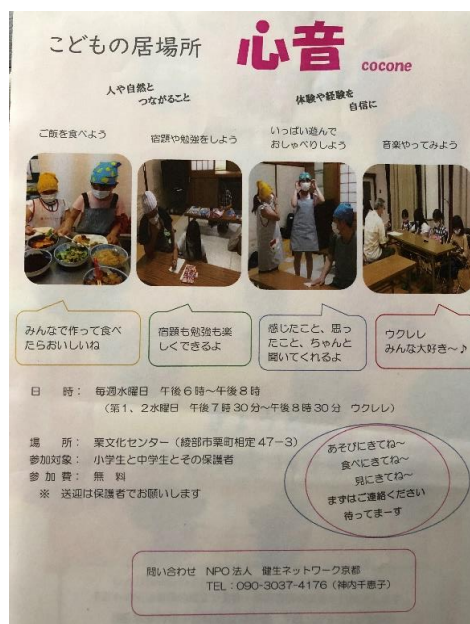 こどもの居場所 心音 cocone
人や自然と
つながること
体験や経験を
自信に
ご飯を食べよう
宿題や勉強をしよう
いっぱい遊んで
おしゃべりしよう
音楽やってみよう
みんなで作って食べ
たらおいしいね
宿題も勉強も楽
しくできるよ
感じたこと、思っ
たこと、ちゃんと
聞いてくれるよ
ウクレレ
みんな大好き～♪
日 時： 毎週水曜日 午後6時～午後8時
（第1、2水曜日 午後7時30分～午後8時30分 ウクレレ）
場 所： 栗文化センター（綾部市栗町相定47－3）
参加対象： 小学生と中学生とその保護者
参 加 費： 無 料
※ 送迎は保護者でお願いします
あそびにきてね～
食べにきてね～
見にきてね～
まずはご連絡ください
待ってまーす
問い合わせ NPO法人 健生ネットワーク京都
TEL：090-3037-4176（神内千恵子）